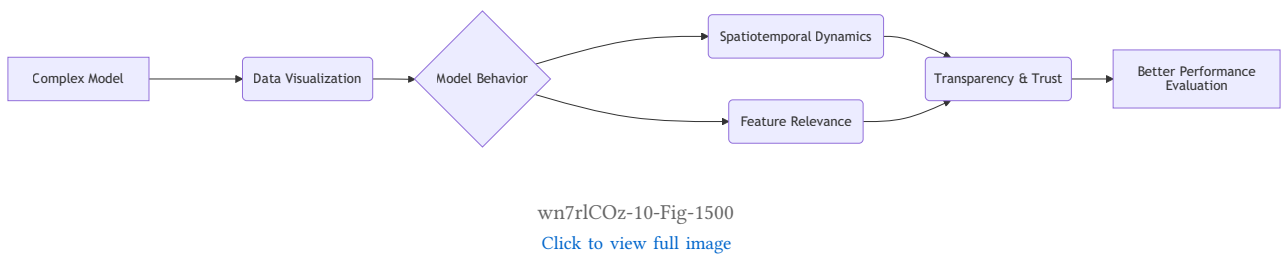 Complex Model
Data Visualization
Model Behavior
Spatiotemporal Dynamics
Feature Relevance
Transparency & Trust
Better Performance
Evaluation
wn7rlCOz-10-Fig-1500
Click to view full image